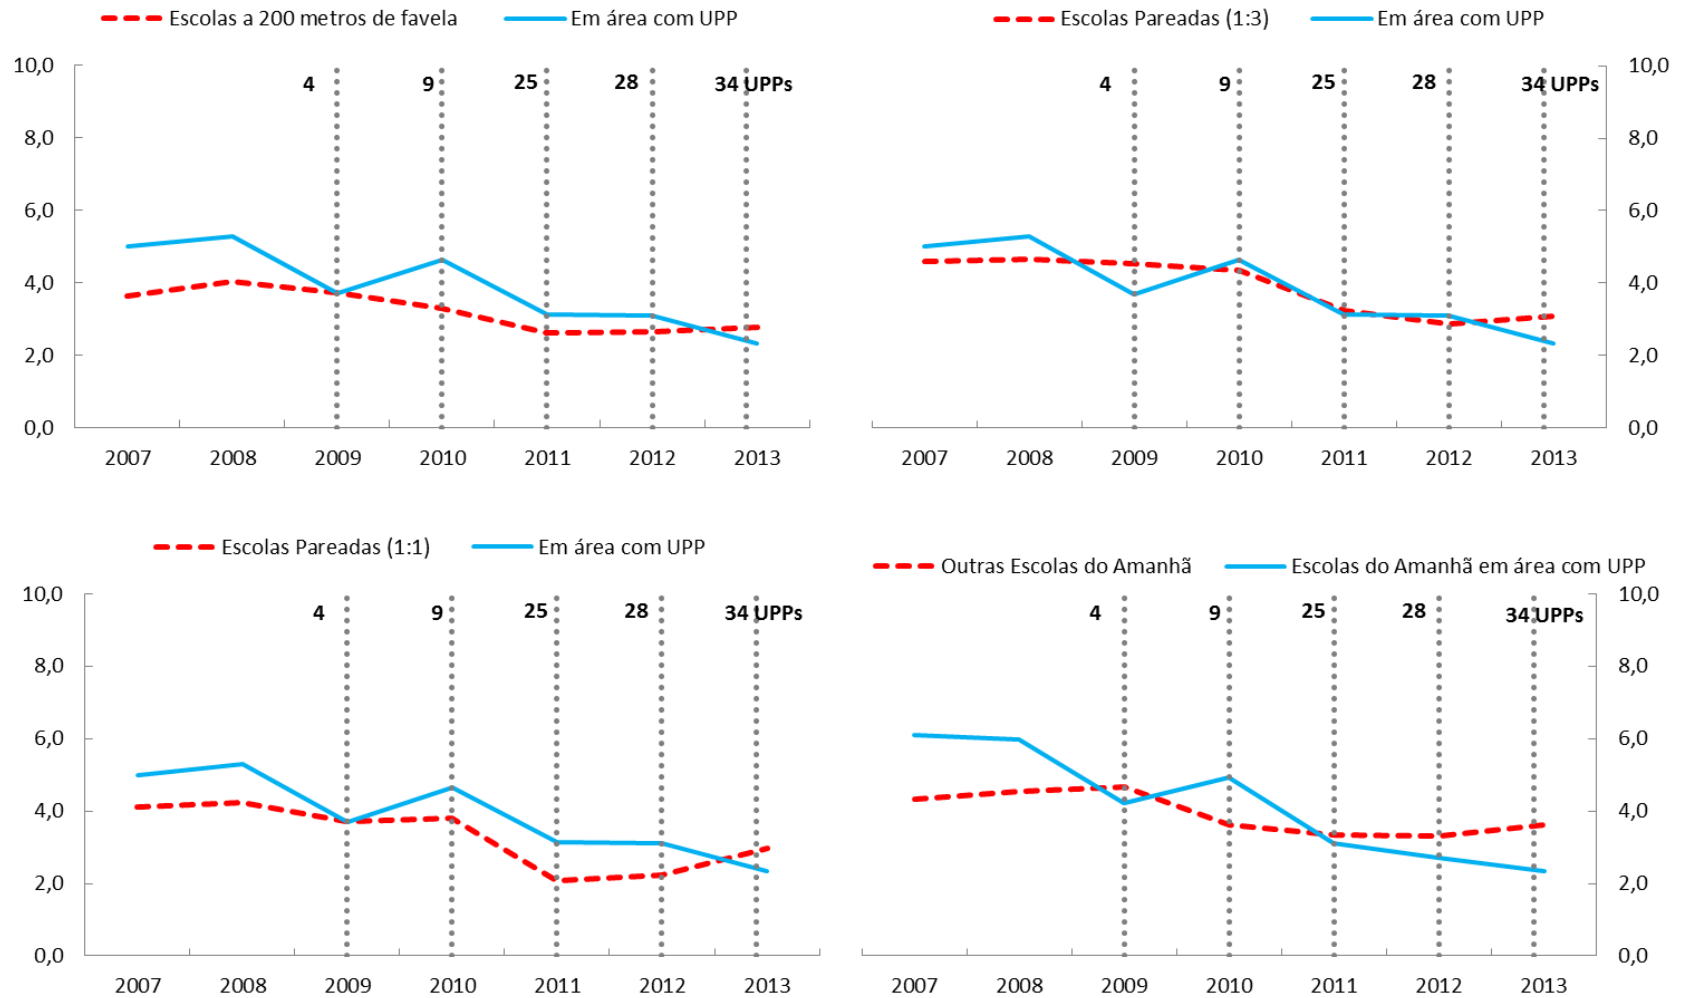 Escolas a 200 metros de favela Em área com UPP
10,0 4 9 25 28 34 UPPs
8,0
6,0
4,0
2,0
0,0
2007 2008 2009 2010 2011 2012 2013
Escolas Pareadas (1:3) Em área com UPP
4 9 25 28 34 UPPs 10,0
8,0
6,0
4,0
2,0
0,0
2007 2008 2009 2010 2011 2012 2013
Escolas Pareadas (1:1) Em área com UPP
10,0 4 9 25 28 34 UPPs
8,0
6,0
4,0
2,0
0,0
2007 2008 2009 2010 2011 2012 2013
Outras Escolas do Amanhã Escolas do Amanhã em área com UPP
4 9 25 28 34 UPPs 10,0
8,0
6,0
4,0
2,0
0,0
2007 2008 2009 2010 2011 2012 2013